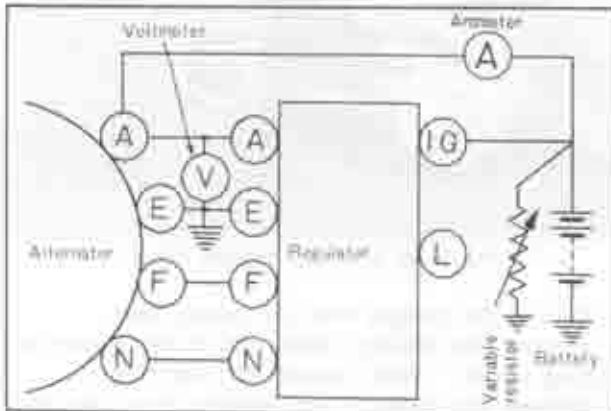 Voltmeter
Ammeter
A
A
A
IG
V
E
E
L
Alternator
Regulator
F
F
N
N
Variable
resistor
Battery